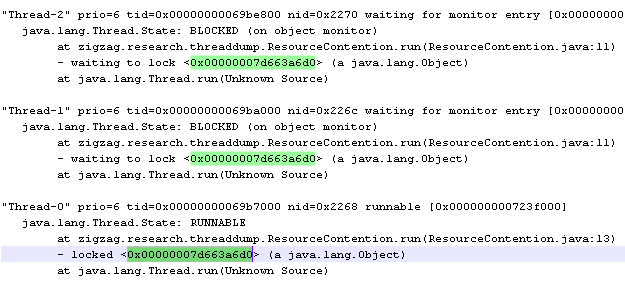 "Thread-2" prio=6 tid=0x00000000069be800 nid=0x2270 waiting for monitor entry [0x00000000
java.lang.Thread.State: BLOCKED (on object monitor)
at zigzag.research.threaddump.ResourceContention.run(ResourceContention.java:11)
- waiting to lock <0x00000007d663a6d0> (a java.lang.Object)
at java.lang.Thread.run(Unknown Source)
"Thread-1" prio=6 tid=0x00000000069ba000 nid=0x226c waiting for monitor entry [0x00000000
java.lang.Thread.State: BLOCKED (on object monitor)
at zigzag.research.threaddump.ResourceContention.run(ResourceContention.java:11)
- waiting to lock <0x00000007d663a6d0> (a java.lang.Object)
at java.lang.Thread.run(Unknown Source)
"Thread-0" prio=6 tid=0x00000000069b7000 nid=0x2268 runnable [0x000000000723f000]
java.lang.Thread.State: RUNNABLE
at zigzag.research.threaddump.ResourceContention.run(ResourceContention.java:13)
- locked <0x00000007d663a6d0> (a java.lang.Object)
at java.lang.Thread.run(Unknown Source)